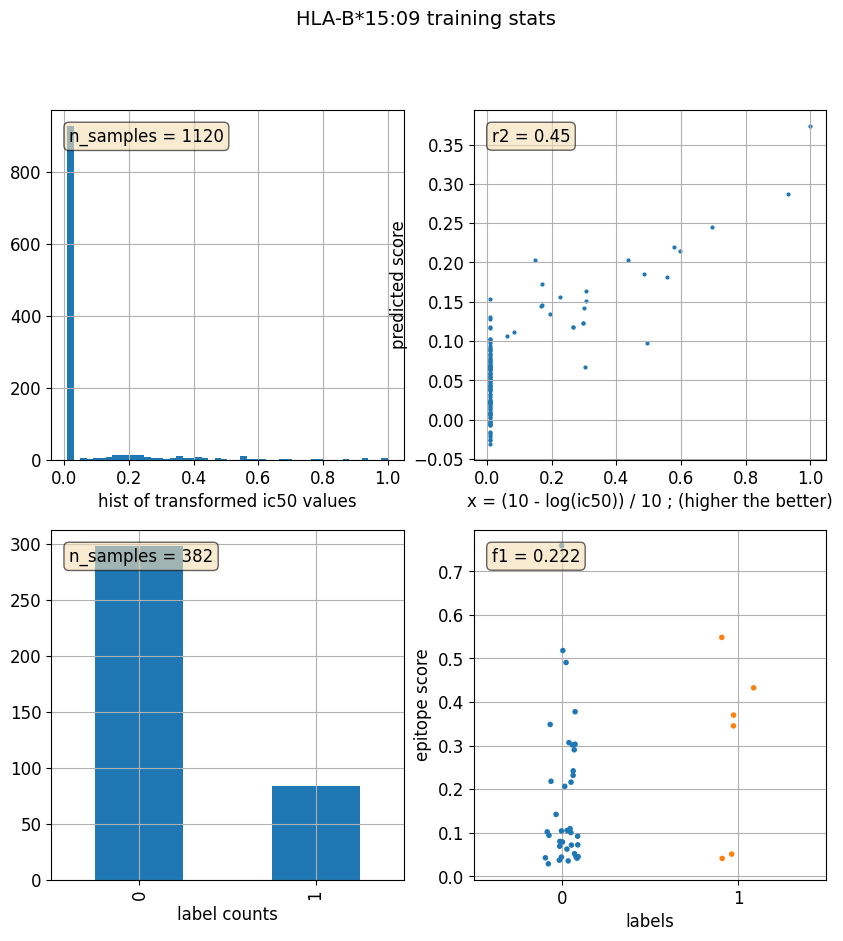 HLA-B*15:09 training stats
n_samples = 1120
800
600
400
200
0
0.0 0.2 0.4 0.6 0.8 1.0
hist of transformed ic50 values
r2 = 0.45
predicted score
0.35
0.30
0.25
0.20
0.15
0.10
0.05
0.00
−0.05
0.0 0.2 0.4 0.6 0.8 1.0
x = (10 - log(ic50)) / 10 ; (higher the better)
n_samples = 382
300
250
200
150
100
50
0
0 1
label counts
f1 = 0.222
epitope score
0.7
0.6
0.5
0.4
0.3
0.2
0.1
0.0
0 1
labels